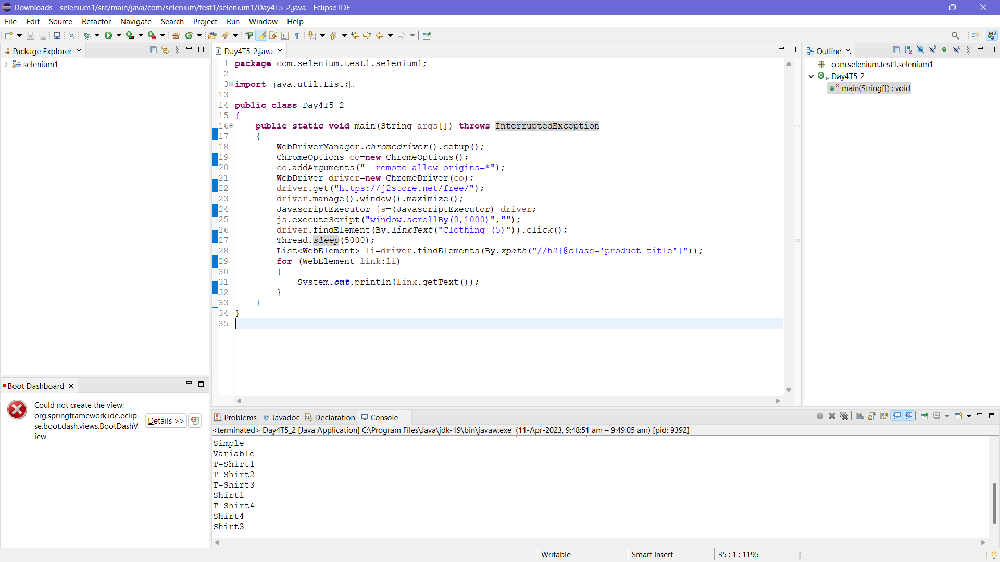 Downloads - selenium1/src/main/java/com/selenium/test1/selenium1/Day4T5_2.java - Eclipse IDE
File Edit Source Refactor Navigate Search Project Run Window Help
Package Explorer
selenium1
Day4T5_2.java
1 package com.selenium.test1.selenium1;
2
3 import java.util.List;
13
14 public class Day4T5_2
15 {
16 public static void main(String args[]) throws InterruptedException
17 {
18 WebDriverManager.chromedriver().setup();
19 ChromeOptions co=new ChromeOptions();
20 co.addArguments("--remote-allow-origins=*");
21 WebDriver driver=new ChromeDriver(co);
22 driver.get("https://j2store.net/free/");
23 driver.manage().window().maximize();
24 JavascriptExecutor js=(JavascriptExecutor) driver;
25 js.executeScript("window.scrollBy(0,1000)","");
26 driver.findElement(By.linkText("Clothing (5)")).click();
27 Thread.sleep(5000);
28 List<WebElement> li=driver.findElements(By.xpath("//h2[@class='product-title']"));
29 for (WebElement link:li)
30 {
31 System.out.println(link.getText());
32 }
33 }
34 }
35
Outline
com.selenium.test1.selenium1
Day4T5_2
main(String[]) : void
Boot Dashboard
Could not create the view:
org.springframework.ide.eclip
se.boot.dash.views.BootDashV
iew
Details >>
Problems Javadoc Declaration Console
<terminated> Day4T5_2 [Java Application] C:\Program Files\Java\jdk-19\bin\javaw.exe (11-Apr-2023, 9:48:51 am – 9:49:05 am) [pid: 9392]
Simple
Variable
T-Shirt1
T-Shirt2
T-Shirt3
Shirt1
T-Shirt4
Shirt4
Shirt3
Writable Smart Insert 35 : 1 : 1195